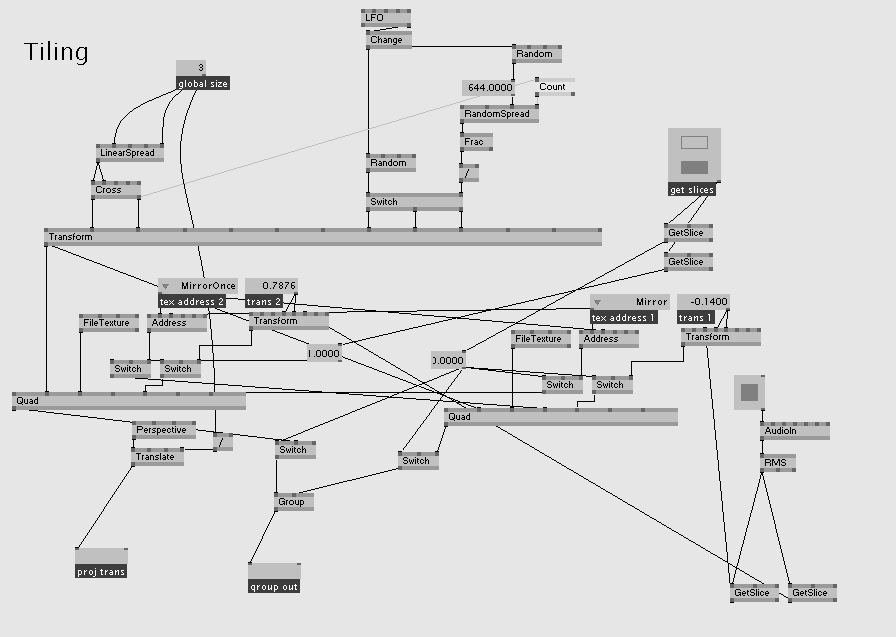 LFO
Change
Tiling
Random
3
global size
644.0000
Count
RandomSpread
Frac
LinearSpread
Random
/
Cross
Switch
get slices
GetSlice
Transform
GetSlice
MirrorOnce
0.7876
tex address 2
trans 2
Mirror
-0.1400
tex address 1
trans 1
FileTexture
Address
Transform
FileTexture
Address
Transform
1.0000
0.0000
Switch
Switch
Switch
Switch
Quad
Quad
Perspective
/
AudioIn
Translate
Switch
Switch
RMS
Group
proj trans
group out
GetSlice
GetSlice